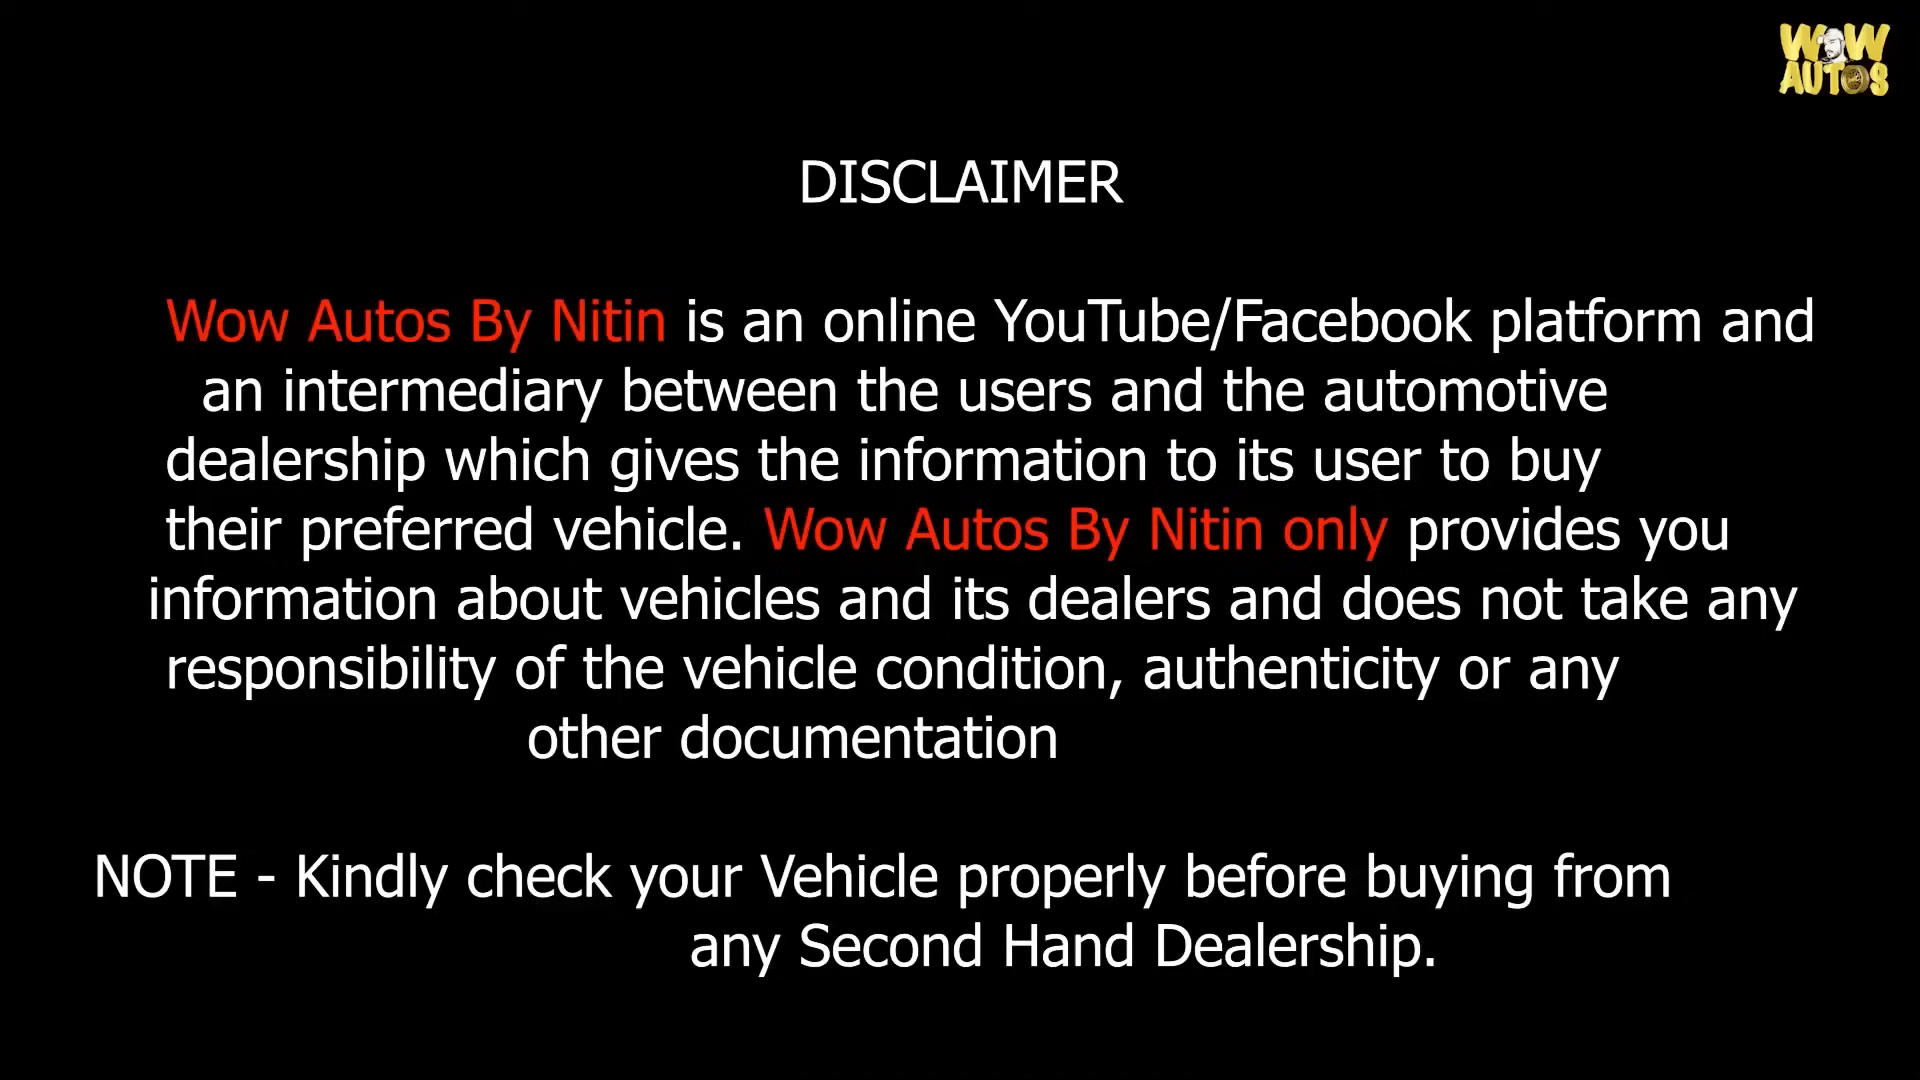 WOW
AUTOS
DISCLAIMER
Wow Autos By Nitin is an online YouTube/Facebook platform and
an intermediary between the users and the automotive
dealership which gives the information to its user to buy
their preferred vehicle. Wow Autos By Nitin only provides you
information about vehicles and its dealers and does not take any
responsibility of the vehicle condition, authenticity or any
other documentation
NOTE - Kindly check your Vehicle properly before buying from
any Second Hand Dealership.